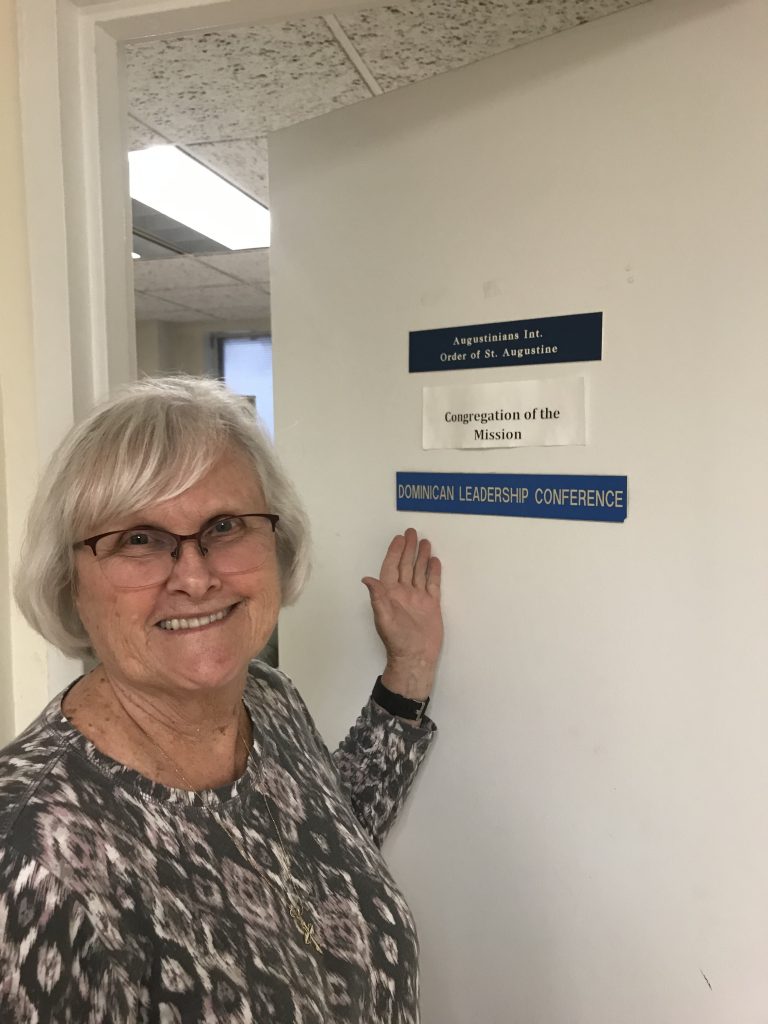 Augustinians Int.
Order of St. Augustine
Congregation of the
Mission
DOMINICAN LEADERSHIP CONFERENCE